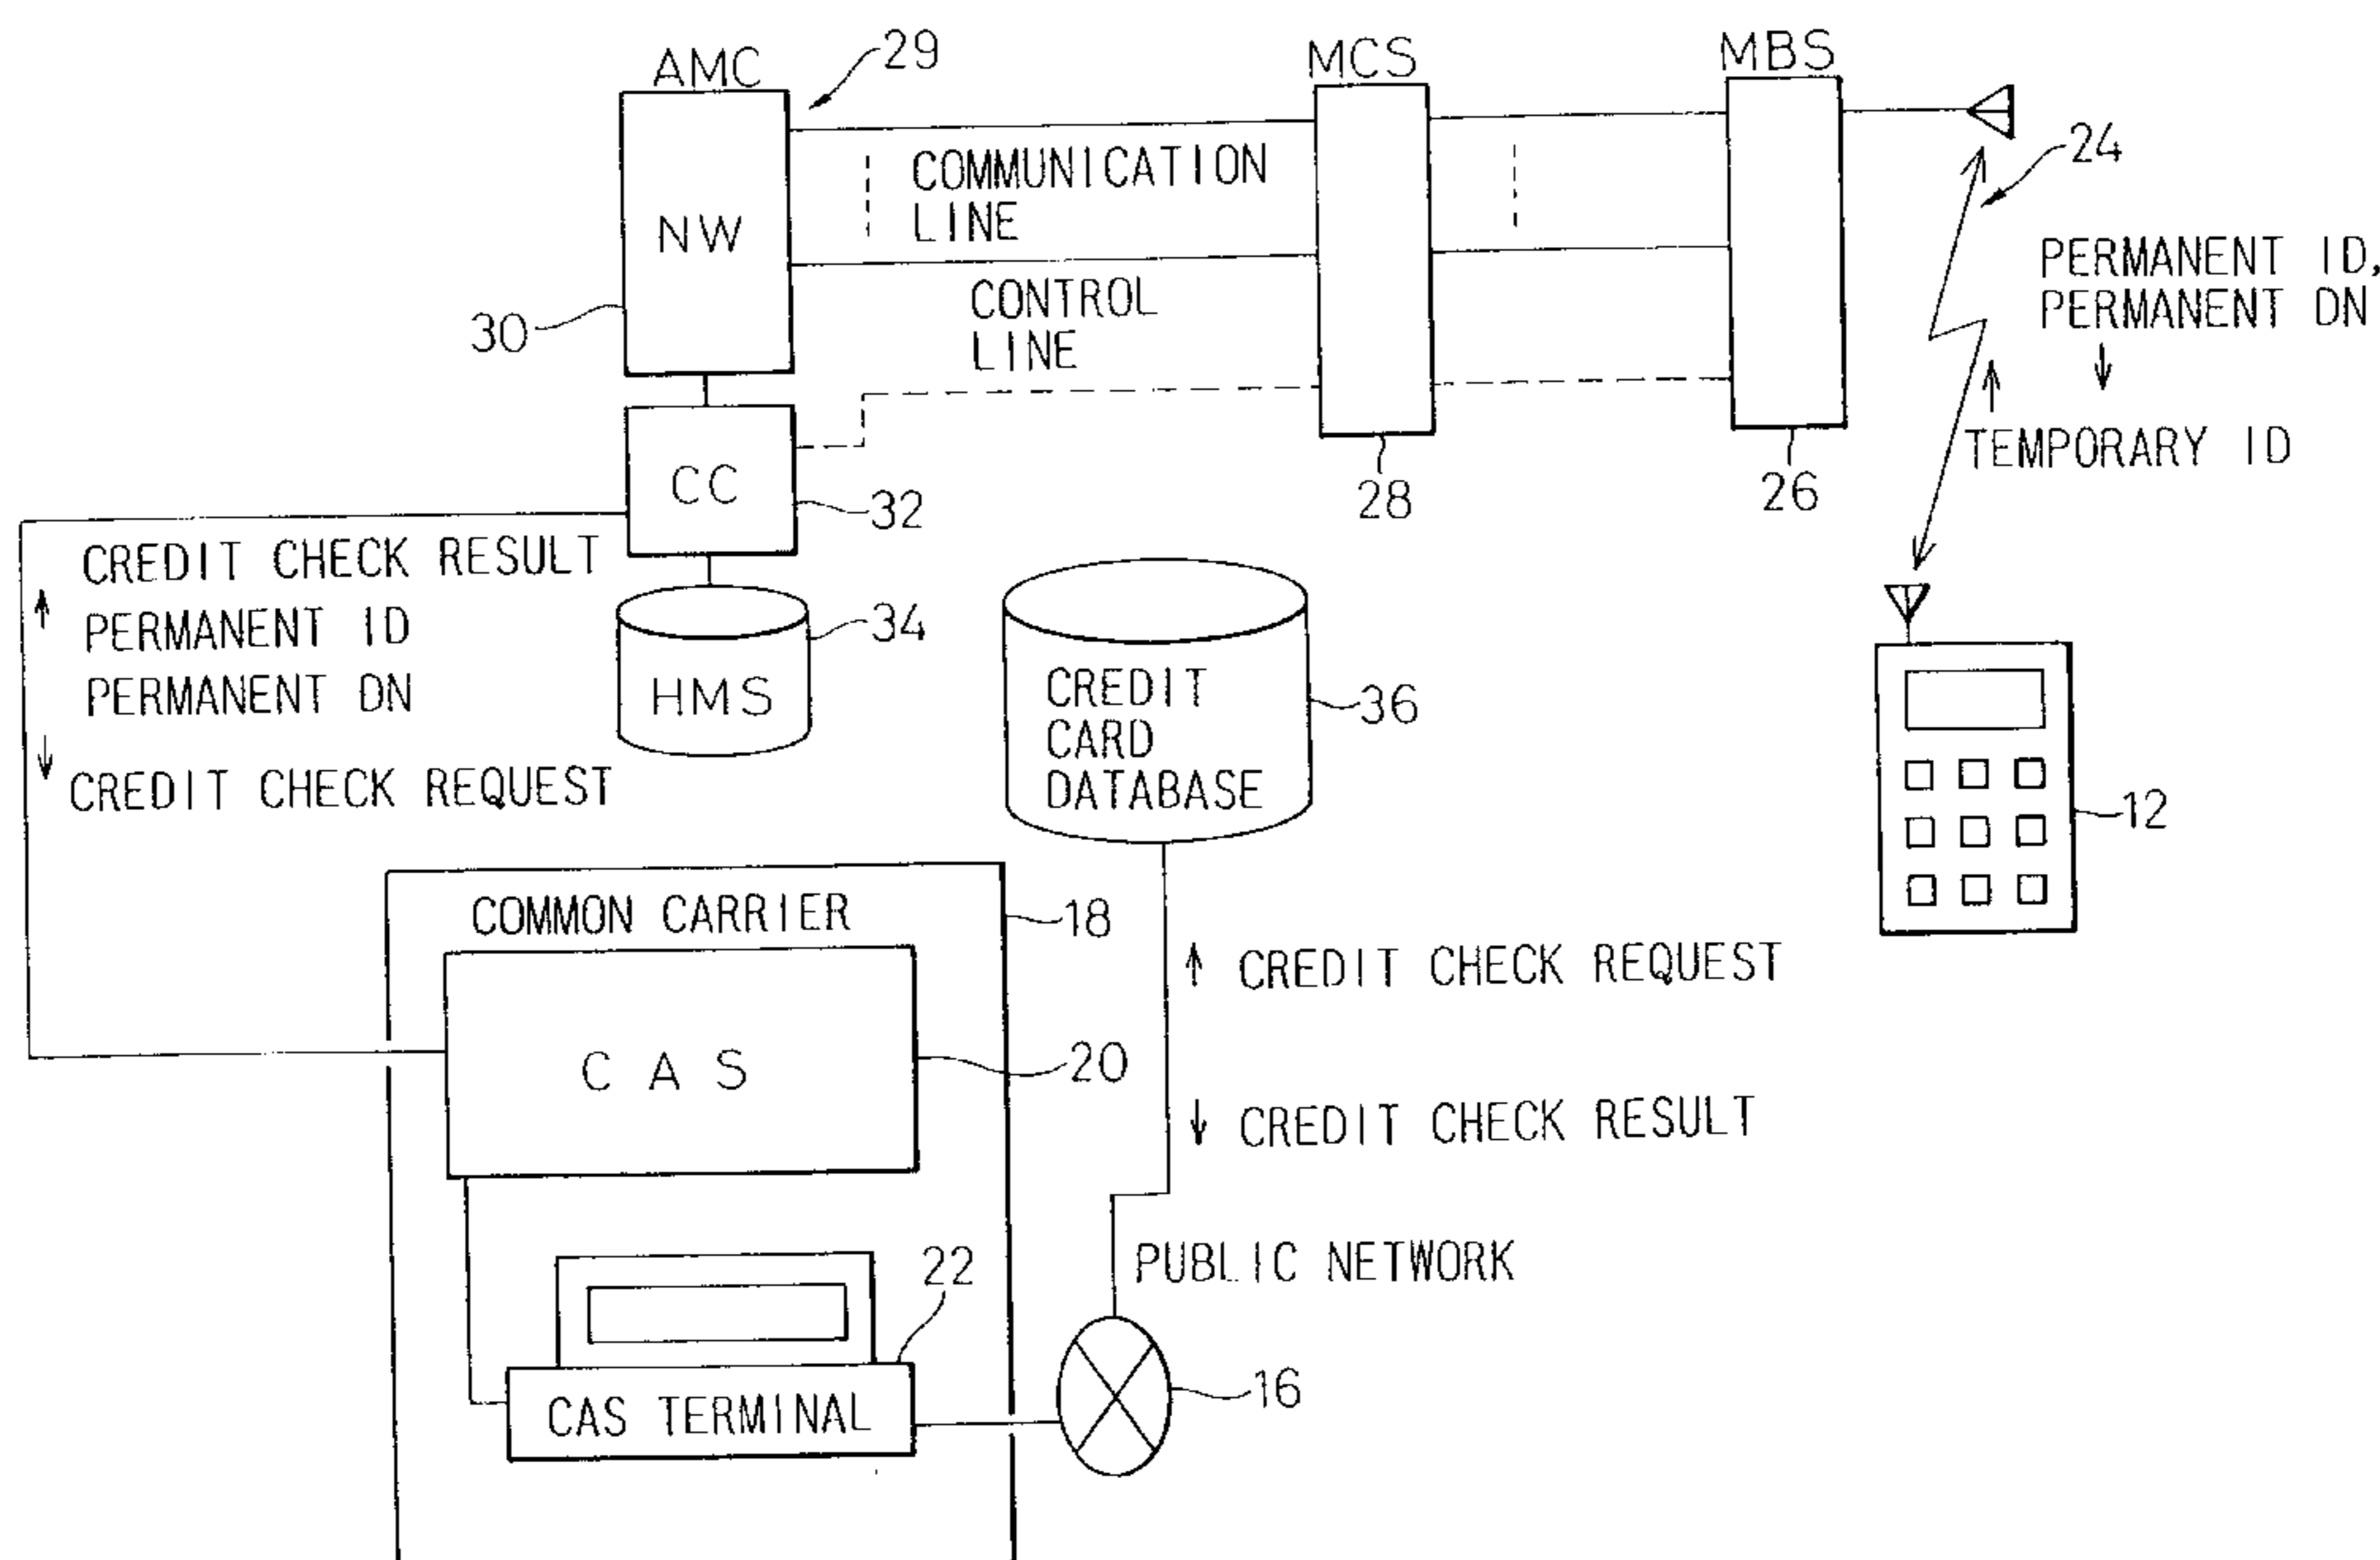 AMC
29
MCS
MBS
24
COMMUNICATION
LINE
NW
PERMANENT ID,
PERMANENT DN
↓
CONTROL
LINE
30
↑
TEMPORARY ID
CC
32
28
26
CREDIT CHECK RESULT
↑
PERMANENT ID
PERMANENT DN
↓
CREDIT CHECK REQUEST
34
HMS
CREDIT
CARD
DATABASE
36
12
COMMON CARRIER
18
↑ CREDIT CHECK REQUEST
CAS
20
↓ CREDIT CHECK RESULT
22
PUBLIC NETWORK
CAS TERMINAL
16